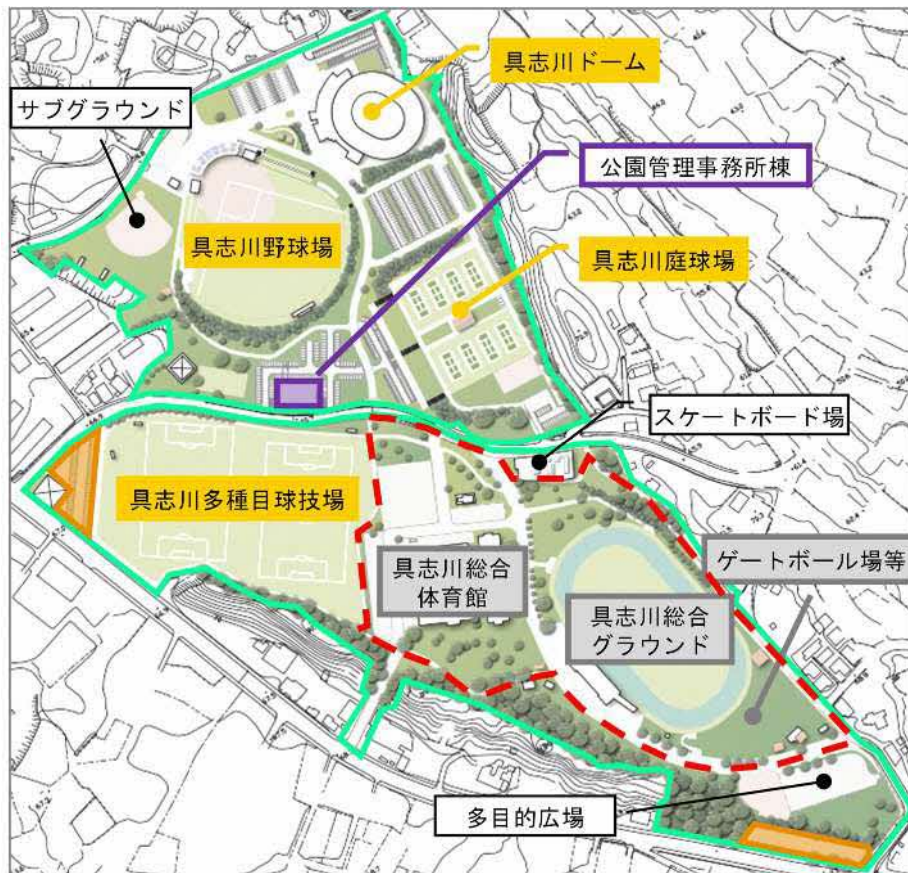 具志川ドーム
サブグラウンド
公園管理事務所棟
具志川野球場
具志川庭球場
スケートボード場
具志川多種目球技場
ゲートボール場等
具志川総合
体育館
具志川総合
グラウンド
多目的広場